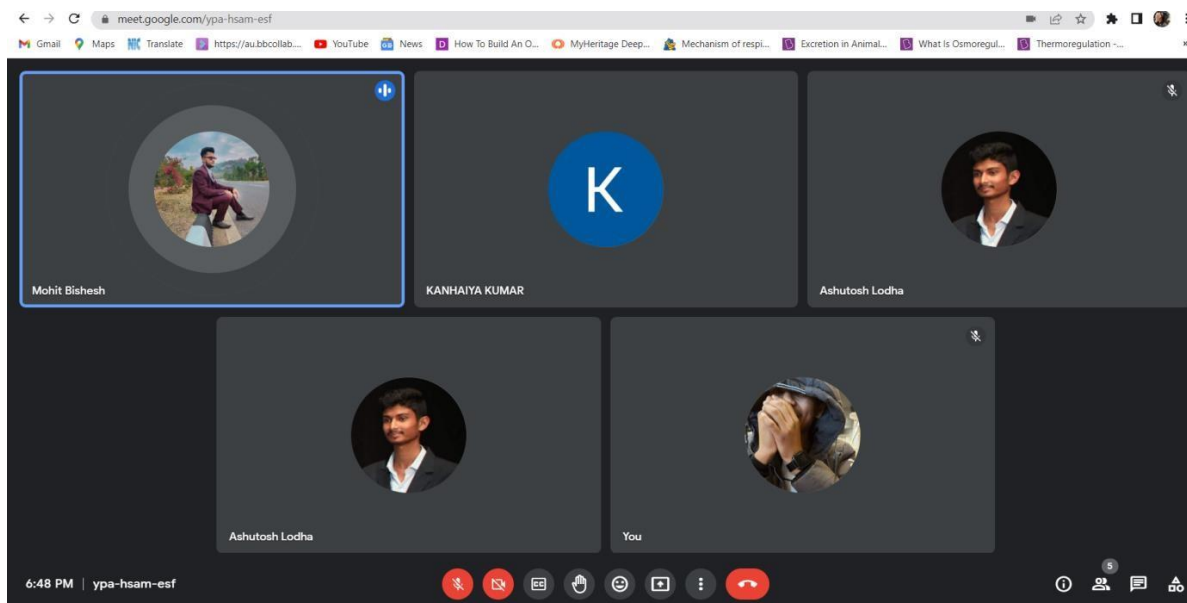 meet.google.com/ypa-hsam-esf
Gmail Maps Translate https://au.bbcollab.... YouTube News How To Build An O... MyHeritage Deep... Mechanism of respi... Excretion in Animal... What Is Osmoregul... Thermoregulation -...
Mohit Bishesh
K
KANHAIYA KUMAR
Ashutosh Lodha
Ashutosh Lodha
You
6:48 PM | ypa-hsam-esf
5